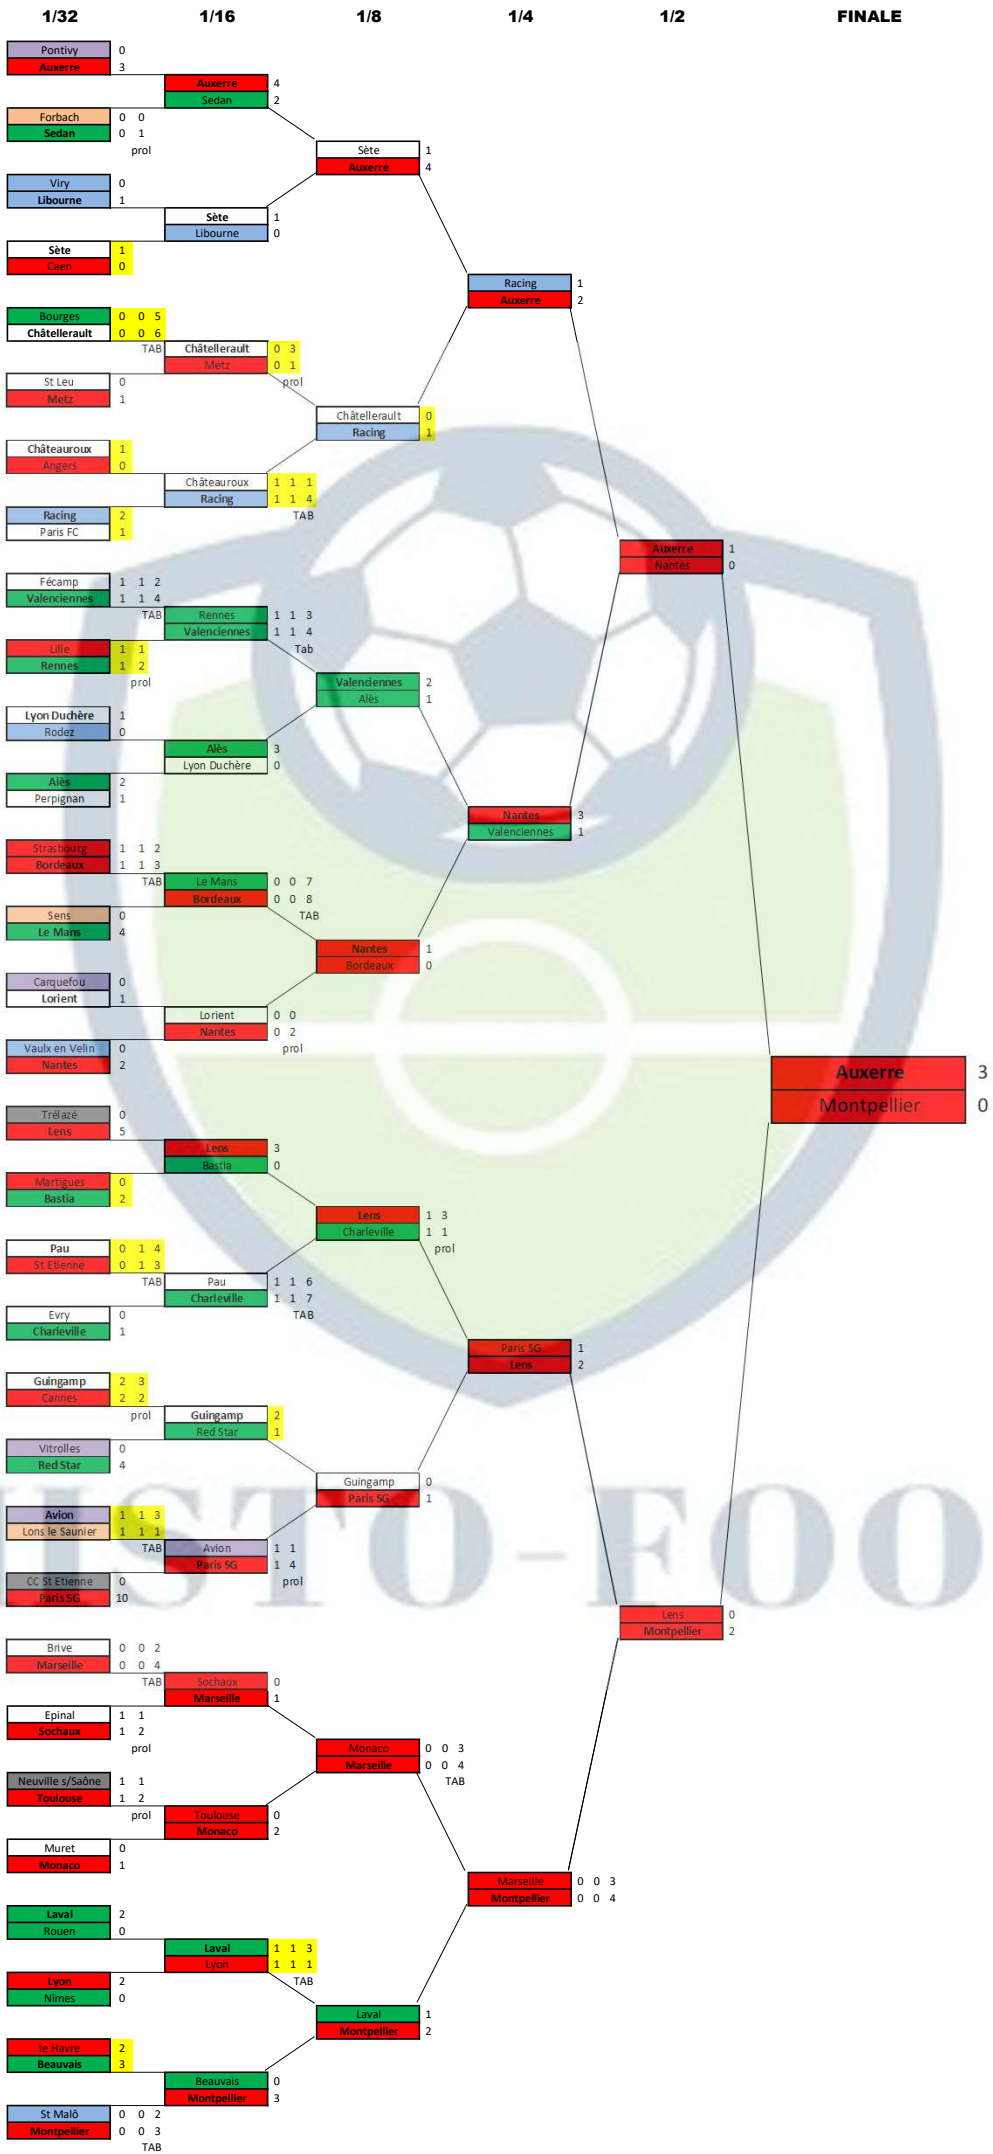 1/32 1/16 1/8 1/4 1/2 FINALE
Pontivy 0
Auxerre 3
Auxerre 4
Sedan 2
Forbach 0 0
Sedan 0 1
prol
Sète 1
Auxerre 4
Viry 0
Libourne 1
Sète 1
Libourne 0
Sète 1
Caen 0
Racing 1
Auxerre 2
Bourges 0 0 5
Châtellerault 0 0 6
TAB
Châtellerault 0 3
Metz 0 1
prol
St Leu 0
Metz 1
Châtellerault 0
Racing 1
Châteauroux 1
Angers 0
Châteauroux 1 1 1
Racing 1 1 4
TAB
Racing 2
Paris FC 1
Auxerre 1
Nantes 0
Fécamp 1 1 2
Valenciennes 1 1 4
TAB
Rennes 1 1 3
Valenciennes 1 1 4
Tab
Lille 1 1
Rennes 1 2
prol
Valenciennes 2
Alès 1
Lyon Duchère 1
Rodez 0
Alès 3
Lyon Duchère 0
Alès 2
Perpignan 1
Nantes 3
Valenciennes 1
Strasbourg 1 1 2
Bordeaux 1 1 3
TAB
Le Mans 0 0 7
Bordeaux 0 0 8
TAB
Sens 0
Le Mans 4
Nantes 1
Bordeaux 0
Carquefou 0
Lorient 1
Lorient 0 0
Nantes 0 2
prol
Vaulx en Velin 0
Nantes 2
Auxerre 3
Montpellier 0
Trélazé 0
Lens 5
Lens 3
Bastia 0
Martigues 0
Bastia 2
Lens 1 3
Charleville 1 1
prol
Pau 0 1 4
St Etienne 0 1 3
TAB
Pau 1 1 6
Charleville 1 1 7
TAB
Evry 0
Charleville 1
Paris SG 1
Lens 2
Guingamp 2 3
Cannes 2 2
prol
Guingamp 2
Red Star 1
Vitrolles 0
Red Star 4
Guingamp 0
Paris SG 1
Avion 1 1 3
Lons le Saunier 1 1 1
TAB
Avion 1 1
Paris SG 1 4
prol
CC St Etienne 0
Paris SG 10
ISTO-FOO
Lens 0
Montpellier 2
Brive 0 0 2
Marseille 0 0 4
TAB
Sochaux 0
Marseille 1
Epinal 1 1
Sochaux 1 2
prol
Monaco 0 0 3
Marseille 0 0 4
TAB
Neuville s/Saône 1 1
Toulouse 1 2
prol
Toulouse 0
Monaco 2
Muret 0
Monaco 1
Marseille 0 0 3
Montpellier 0 0 4
Laval 2
Rouen 0
Laval 1 1 3
Lyon 1 1 1
TAB
Lyon 2
Nîmes 0
Laval 1
Montpellier 2
le Havre 2
Beauvais 3
Beauvais 0
Montpellier 3
St Malô 0 0 2
Montpellier 0 0 3
TAB